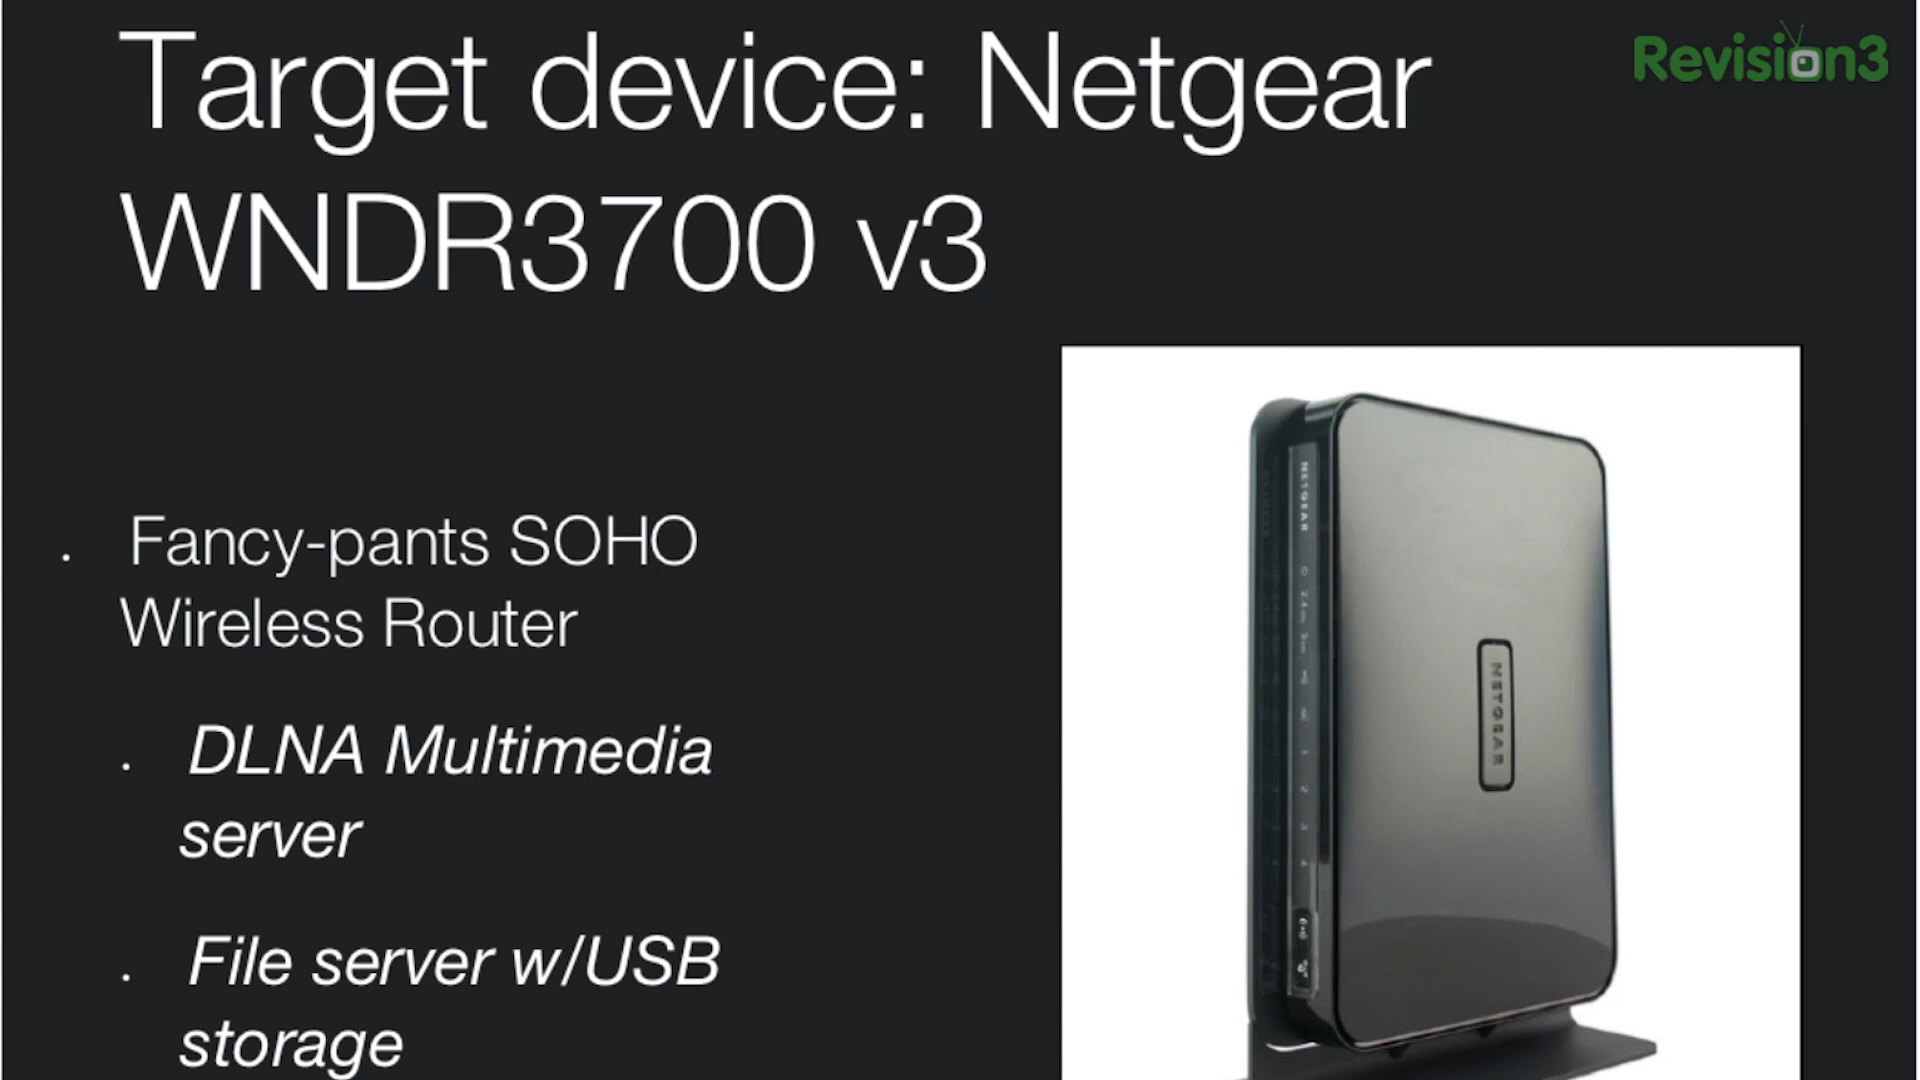 Target device: Netgear
WNDR3700 v3
Revision3
. Fancy-pants SOHO
Wireless Router
. DLNA Multimedia
server
. File server w/USB
storage
NETGEAR
NETGEAR